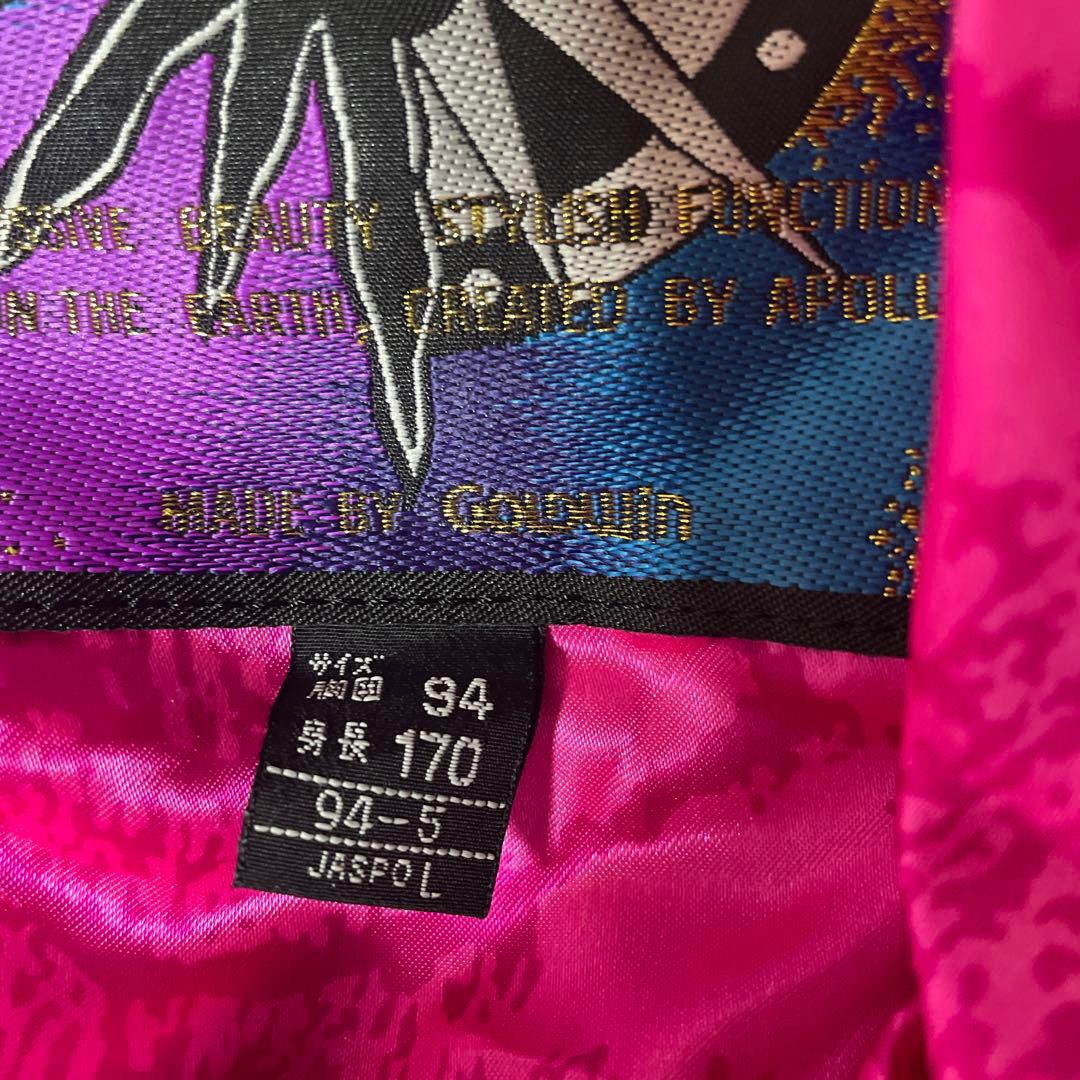 BEAUTY STYLISH FUNCTION
ON THE EARTH, CREATED BY APOLL
MADE BY GOLDWin
サイズ
胸囲 94
身長 170
94-5
JASPO L